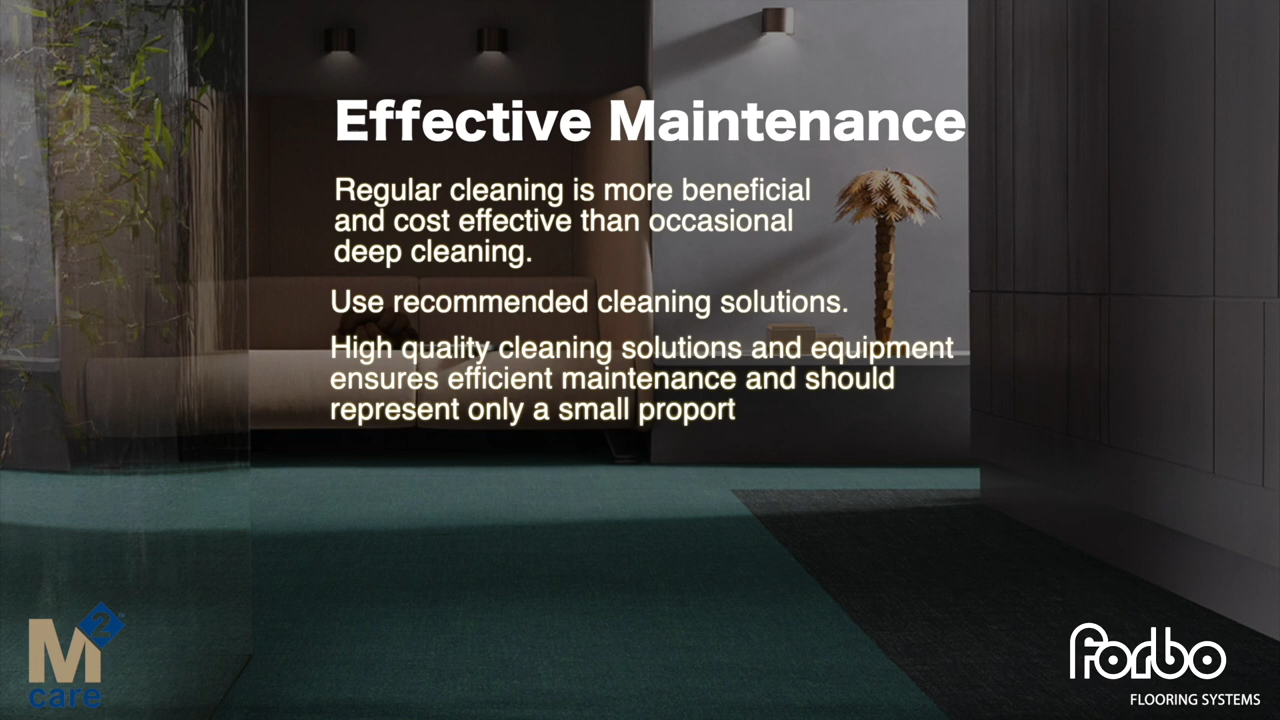 Effective Maintenance
Regular cleaning is more beneficial
and cost effective than occasional
deep cleaning.
Use recommended cleaning solutions.
High quality cleaning solutions and equipment
ensures efficient maintenance and should
represent only a small proport
M2
care
forbo
FLOORING SYSTEMS